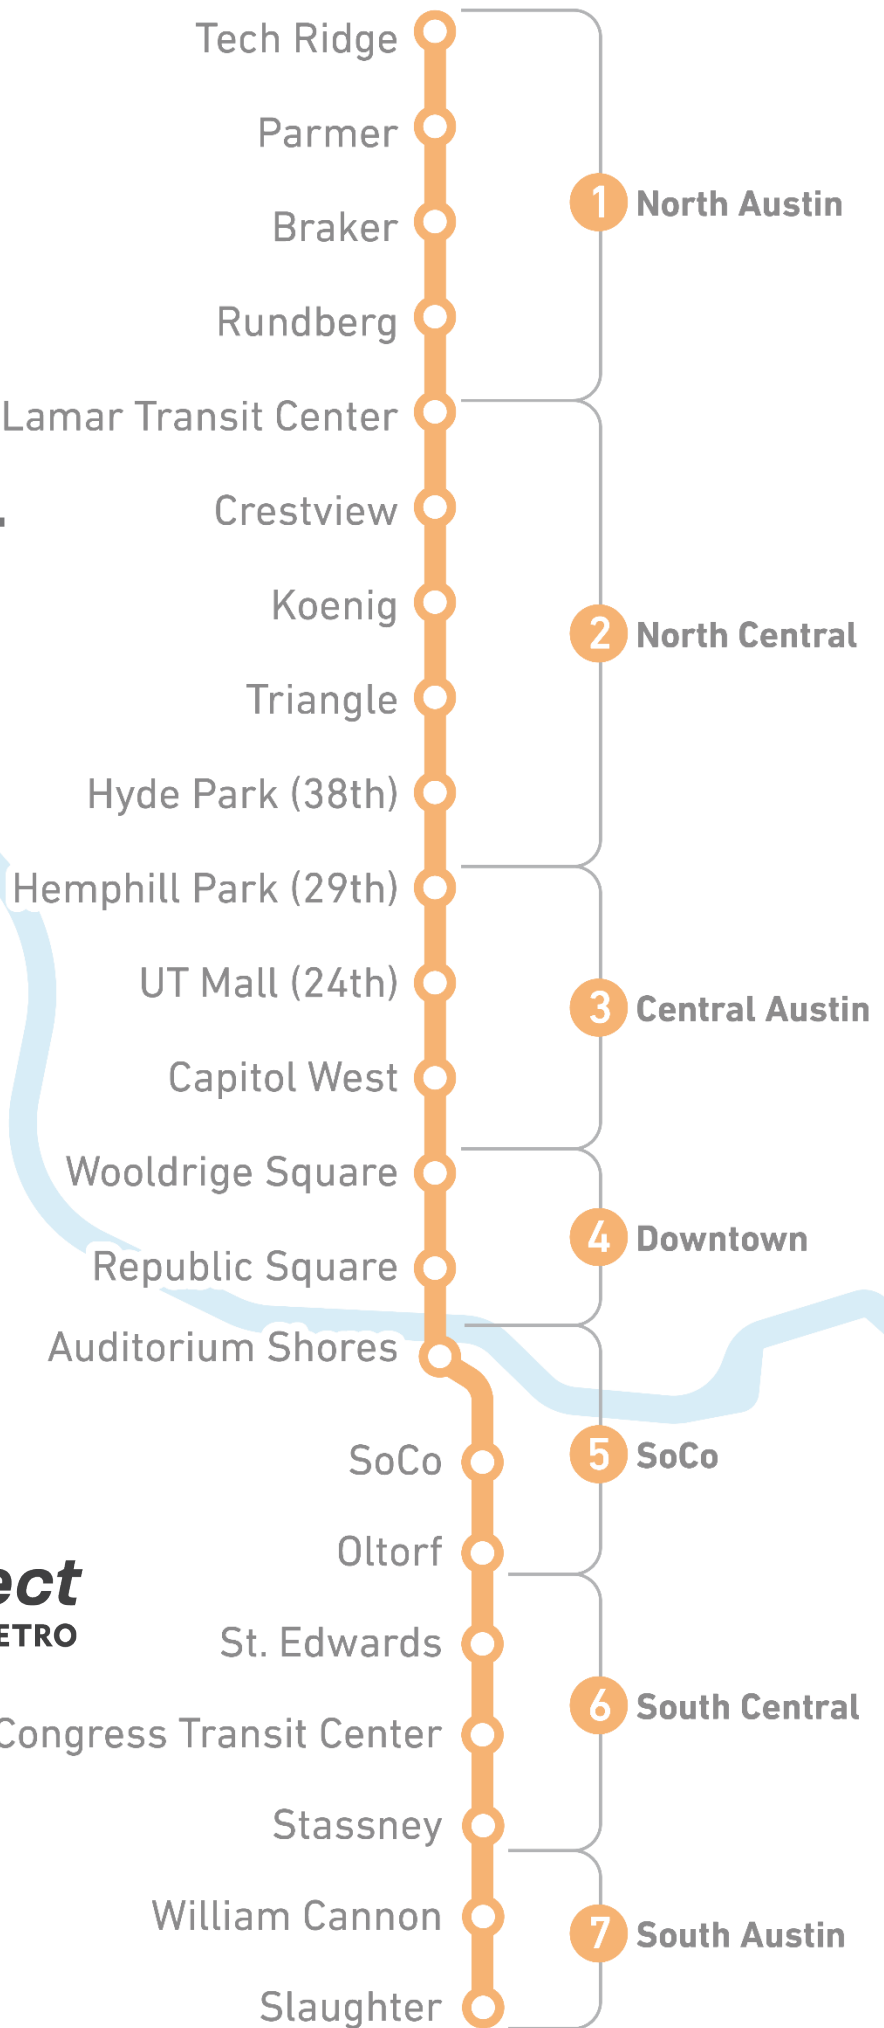 Tech Ridge
Parmer
Braker
1 North Austin
Rundberg
Lamar Transit Center
Crestview
Koenig
2 North Central
Triangle
Hyde Park (38th)
Hemphill Park (29th)
UT Mall (24th)
3 Central Austin
Capitol West
Wooldrige Square
4 Downtown
Republic Square
Auditorium Shores
SoCo
5 SoCo
Oltorf
ect
ETRO
St. Edwards
6 South Central
Congress Transit Center
Stassney
William Cannon
7 South Austin
Slaughter